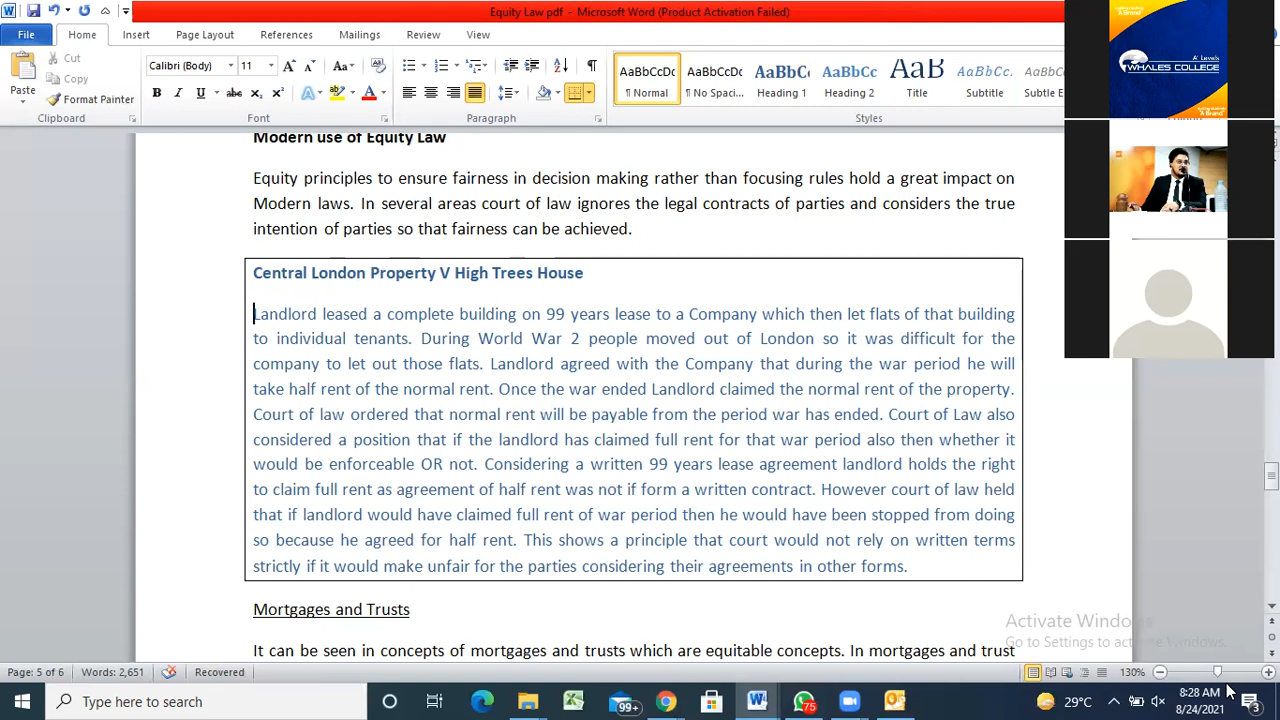 Equity Law pdf - Microsoft Word (Product Activation Failed)
File Home Insert Page Layout References Mailings Review View
Cut
Copy
Format Painter
Paste
Calibri (Body) 11
AaBbCcDc AaBbCcDc AaBbCc AaBbCc AaB AaBbCcDc
¶ Normal ¶ No Spaci... Heading 1 Heading 2 Title Subtitle Subtle E
Clipboard Font Paragraph Styles
A' Levels
WHALES COLLEGE
Modern use of Equity Law
Equity principles to ensure fairness in decision making rather than focusing rules hold a great impact on
Modern laws. In several areas court of law ignores the legal contracts of parties and considers the true
intention of parties so that fairness can be achieved.
Central London Property V High Trees House
Landlord leased a complete building on 99 years lease to a Company which then let flats of that building
to individual tenants. During World War 2 people moved out of London so it was difficult for the
company to let out those flats. Landlord agreed with the Company that during the war period he will
take half rent of the normal rent. Once the war ended Landlord claimed the normal rent of the property.
Court of law ordered that normal rent will be payable from the period war has ended. Court of Law also
considered a position that if the landlord has claimed full rent for that war period also then whether it
would be enforceable OR not. Considering a written 99 years lease agreement landlord holds the right
to claim full rent as agreement of half rent was not if form a written contract. However court of law held
that if landlord would have claimed full rent of war period then he would have been stopped from doing
so because he agreed for half rent. This shows a principle that court would not rely on written terms
strictly if it would make unfair for the parties considering their agreements in other forms.
Mortgages and Trusts
It can be seen in concepts of mortgages and trusts which are equitable concepts. In mortgages and trust
Activate Windows
Go to Settings to activate Windows.
Page: 5 of 6 Words: 2,651 Recovered 130%
Type here to search
99+
75
29°C
8:28 AM
8/24/2021
3